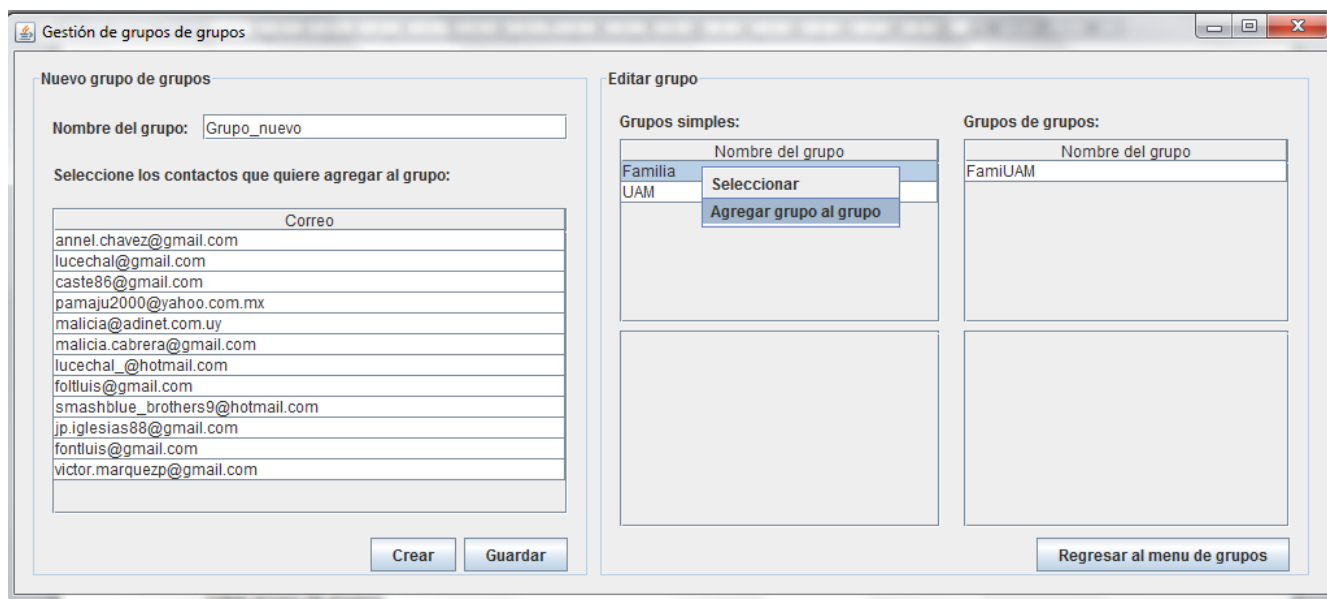 Gestión de grupos de grupos
Nuevo grupo de grupos
Nombre del grupo: Grupo_nuevo
Seleccione los contactos que quiere agregar al grupo:
Correo
annel.chavez@gmail.com
lucechal@gmail.com
caste86@gmail.com
pamaju2000@yahoo.com.mx
malicia@adinet.com.uy
malicia.cabrera@gmail.com
lucechal_@hotmail.com
foltluis@gmail.com
smashblue_brothers9@hotmail.com
jp.iglesias88@gmail.com
fontluis@gmail.com
victor.marquezp@gmail.com
Crear Guardar
Editar grupo
Grupos simples:
Nombre del grupo
Familia
UAM
Seleccionar
Agregar grupo al grupo
Grupos de grupos:
Nombre del grupo
FamiUAM
Regresar al menu de grupos